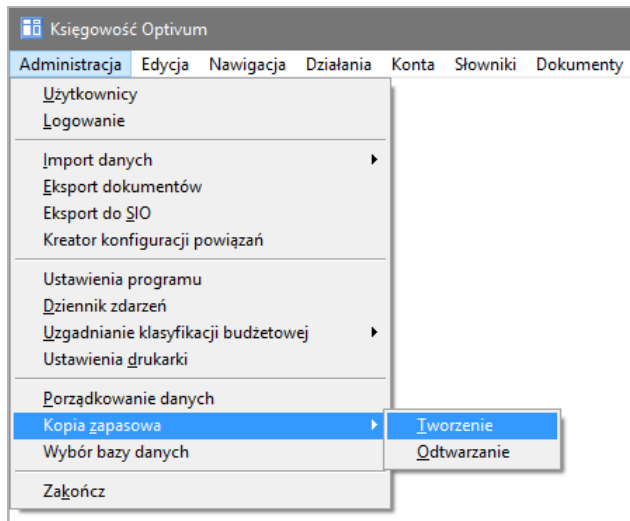 Księgowość Optivum
Administracja Edycja Nawigacja Działania Konta Słowniki Dokumenty
Użytkownicy
Logowanie
Import danych
Eksport dokumentów
Eksport do SIO
Kreator konfiguracji powiązań
Ustawienia programu
Dziennik zdarzeń
Uzgadnianie klasyfikacji budżetowej
Ustawienia drukarki
Porządkowanie danych
Kopia zapasowa Tworzenie
Wybór bazy danych Odtwarzanie
Zakończ